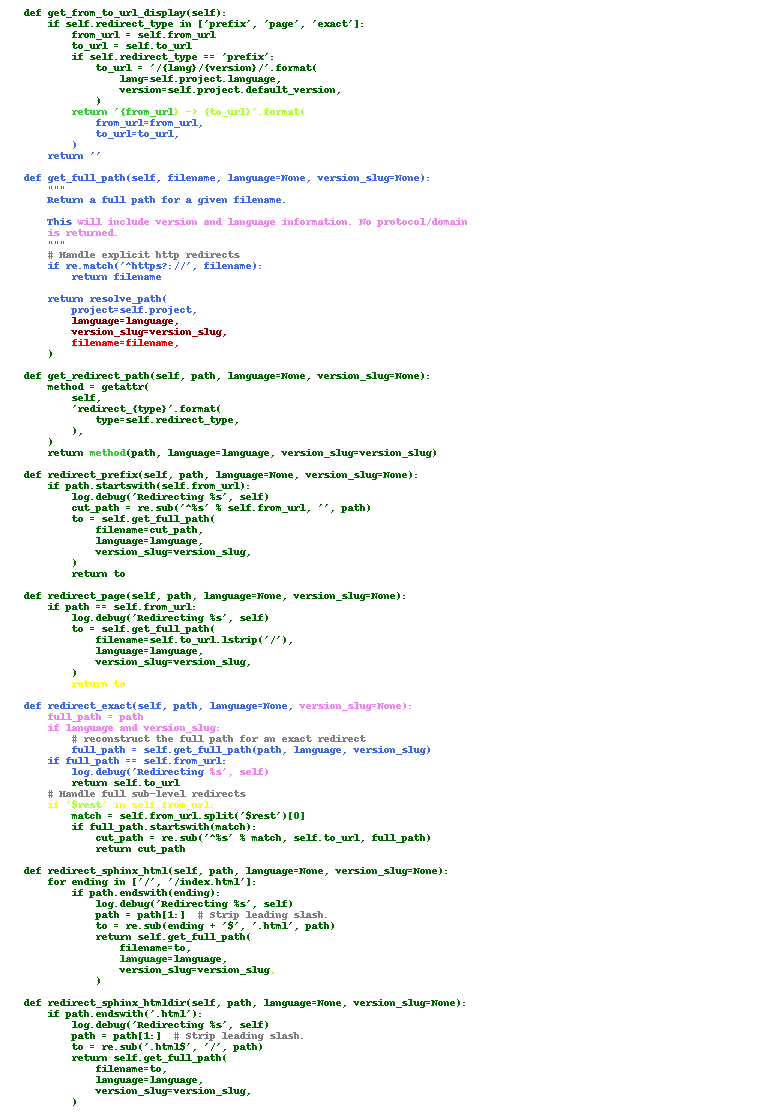 def get_from_to_url_display(self):
    if self.redirect_type in ['prefix', 'page', 'exact']:
        from_url = self.from_url
        to_url = self.to_url
        if self.redirect_type == 'prefix':
            to_url = '/{lang}/{version}/'.format(
                lang=self.project.language,
                version=self.project.default_version,
            )
        return '{from_url} -> {to_url}'.format(
            from_url=from_url,
            to_url=to_url,
        )
    return ''

def get_full_path(self, filename, language=None, version_slug=None):
    """
    Return a full path for a given filename.

    This will include version and language information. No protocol/domain
    is returned.
    """
    # Handle explicit http redirects
    if re.match('^https?://', filename):
        return filename

    return resolve_path(
        project=self.project,
        language=language,
        version_slug=version_slug,
        filename=filename,
    )

def get_redirect_path(self, path, language=None, version_slug=None):
    method = getattr(
        self,
        'redirect_{type}'.format(
            type=self.redirect_type,
        ),
    )
    return method(path, language=language, version_slug=version_slug)

def redirect_prefix(self, path, language=None, version_slug=None):
    if path.startswith(self.from_url):
        log.debug('Redirecting %s', self)
        cut_path = re.sub('^%s' % self.from_url, '', path)
        to = self.get_full_path(
            filename=cut_path,
            language=language,
            version_slug=version_slug,
        )
        return to

def redirect_page(self, path, language=None, version_slug=None):
    if path == self.from_url:
        log.debug('Redirecting %s', self)
        to = self.get_full_path(
            filename=self.to_url.lstrip('/'),
            language=language,
            version_slug=version_slug,
        )
        return to

def redirect_exact(self, path, language=None, version_slug=None):
    full_path = path
    if language and version_slug:
        # reconstruct the full path for an exact redirect
        full_path = self.get_full_path(path, language, version_slug)
    if full_path == self.from_url:
        log.debug('Redirecting %s', self)
        return self.to_url
    # Handle full sub-level redirects
    if '$rest' in self.from_url:
        match = self.from_url.split('$rest')[0]
        if full_path.startswith(match):
            cut_path = re.sub('^%s' % match, self.to_url, full_path)
            return cut_path

def redirect_sphinx_html(self, path, language=None, version_slug=None):
    for ending in ['/', '/index.html']:
        if path.endswith(ending):
            log.debug('Redirecting %s', self)
            path = path[1:]  # Strip leading slash.
            to = re.sub(ending + '$', '.html', path)
            return self.get_full_path(
                filename=to,
                language=language,
                version_slug=version_slug,
            )

def redirect_sphinx_htmldir(self, path, language=None, version_slug=None):
    if path.endswith('.html'):
        log.debug('Redirecting %s', self)
        path = path[1:]  # Strip leading slash.
        to = re.sub('.html$', '/', path)
        return self.get_full_path(
            filename=to,
            language=language,
            version_slug=version_slug,
        )